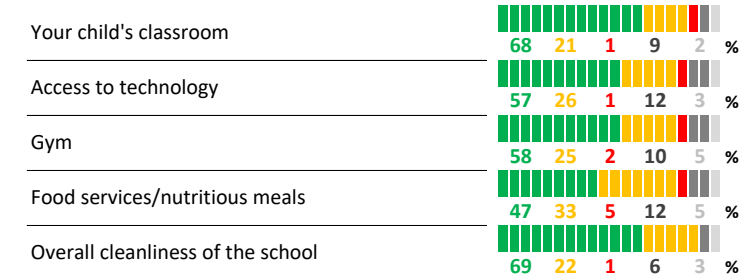 Your child's classroom
68 21 1 9 2 %
Access to technology
57 26 1 12 3 %
Gym
58 25 2 10 5 %
Food services/nutritious meals
47 33 5 12 5 %
Overall cleanliness of the school
69 22 1 6 3 %